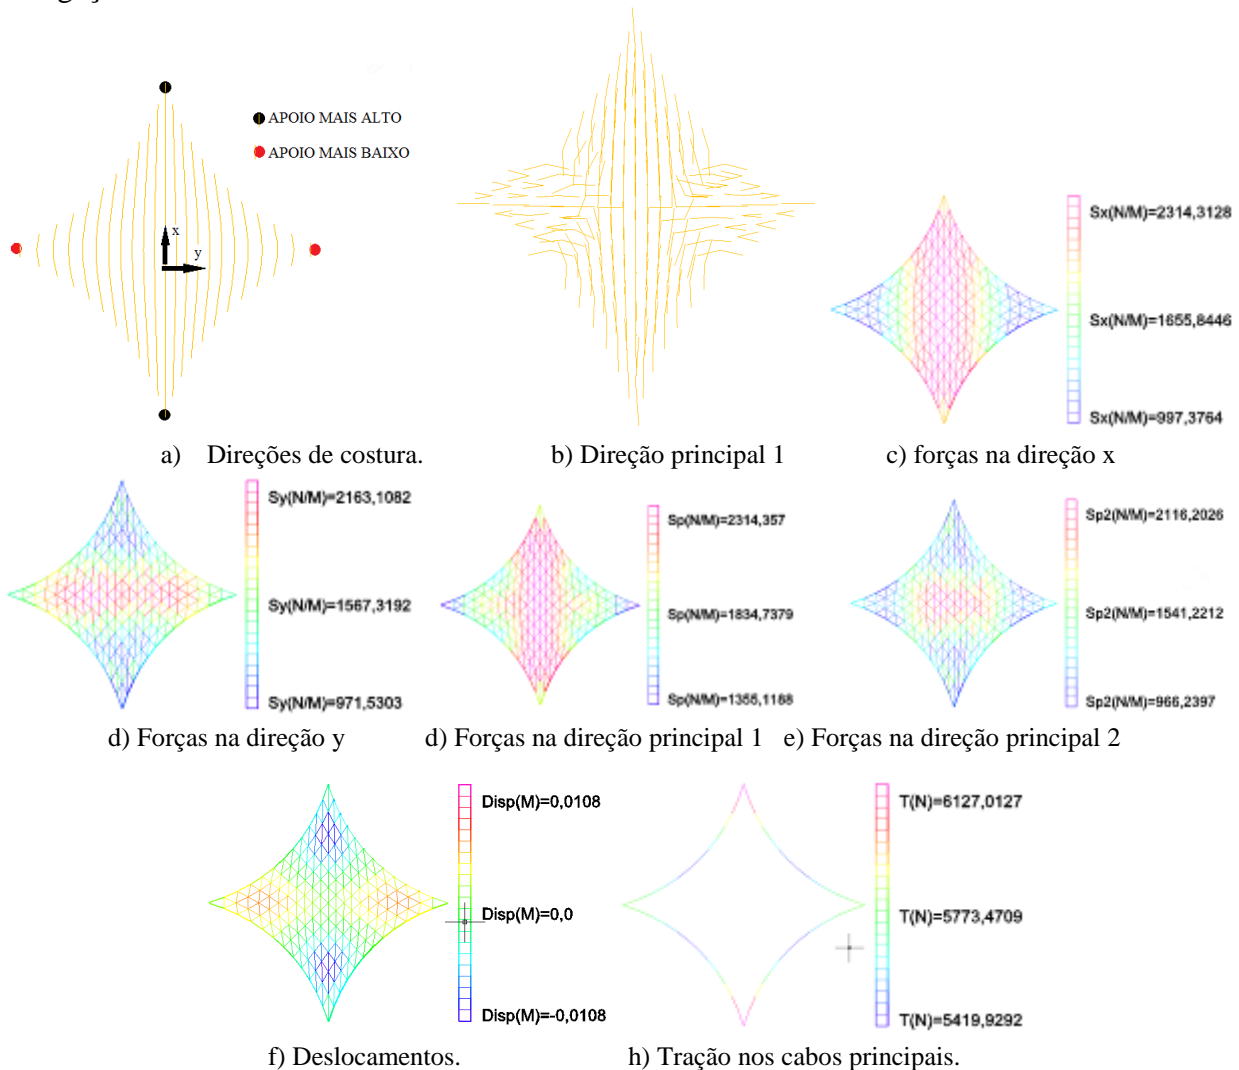 APOIO MAIS ALTO
APOIO MAIS BAIXO
x
y
a) Direções de costura.
b) Direção principal 1
Sx(N/M)=2314,3128
Sx(N/M)=1655,8446
Sx(N/M)=997,3764
c) forças na direção x
Sy(N/M)=2163,1082
Sy(N/M)=1567,3192
Sy(N/M)=971,5303
d) Forças na direção y
Sp(N/M)=2314,357
Sp(N/M)=1834,7379
Sp(N/M)=1355,1188
d) Forças na direção principal 1
Sp2(N/M)=2116,2026
Sp2(N/M)=1541,2212
Sp2(N/M)=966,2397
e) Forças na direção principal 2
Disp(M)=0,0108
Disp(M)=0,0
Disp(M)=-0,0108
f) Deslocamentos.
T(N)=6127,0127
T(N)=5773,4709
T(N)=5419,9292
h) Tração nos cabos principais.